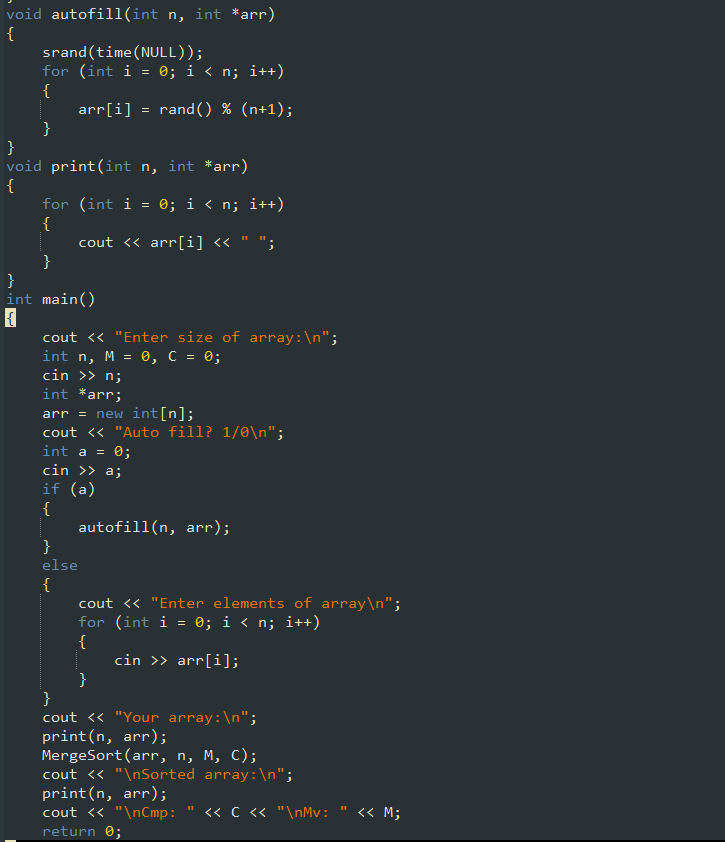 void autofill(int n, int *arr)
{
    srand(time(NULL));
    for (int i = 0; i < n; i++)
    {
        arr[i] = rand() % (n+1);
    }
}
void print(int n, int *arr)
{
    for (int i = 0; i < n; i++)
    {
        cout << arr[i] << " ";
    }
}
int main()
{
    cout << "Enter size of array:\n";
    int n, M = 0, C = 0;
    cin >> n;
    int *arr;
    arr = new int[n];
    cout << "Auto fill? 1/0\n";
    int a = 0;
    cin >> a;
    if (a)
    {
        autofill(n, arr);
    }
    else
    {
        cout << "Enter elements of array\n";
        for (int i = 0; i < n; i++)
        {
            cin >> arr[i];
        }
    }
    cout << "Your array:\n";
    print(n, arr);
    MergeSort(arr, n, M, C);
    cout << "\nSorted array:\n";
    print(n, arr);
    cout << "\nCmp: " << C << "\nMv: " << M;
    return 0;